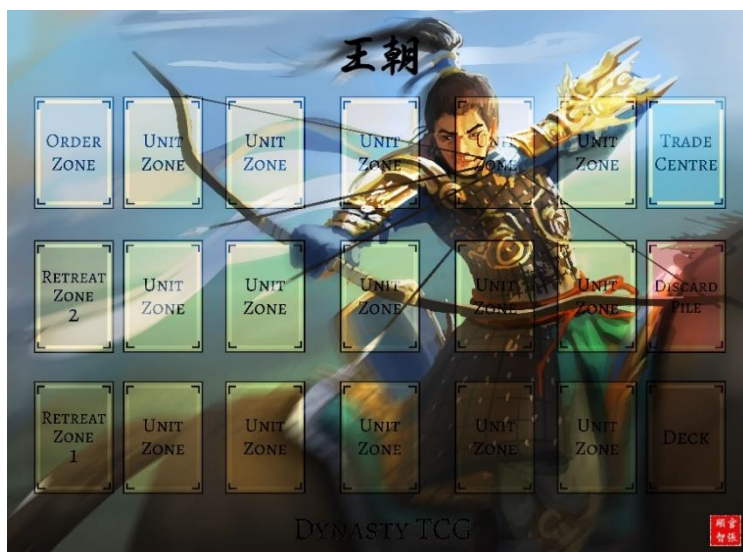 王朝
ORDER ZONE
UNIT ZONE
UNIT ZONE
UNIT ZONE
UNIT ZONE
UNIT ZONE
TRADE CENTRE
RETREAT ZONE 2
UNIT ZONE
UNIT ZONE
UNIT ZONE
UNIT ZONE
UNIT ZONE
DISCARD PILE
RETREAT ZONE 1
UNIT ZONE
UNIT ZONE
UNIT ZONE
UNIT ZONE
UNIT ZONE
DECK
DYNASTY TCG